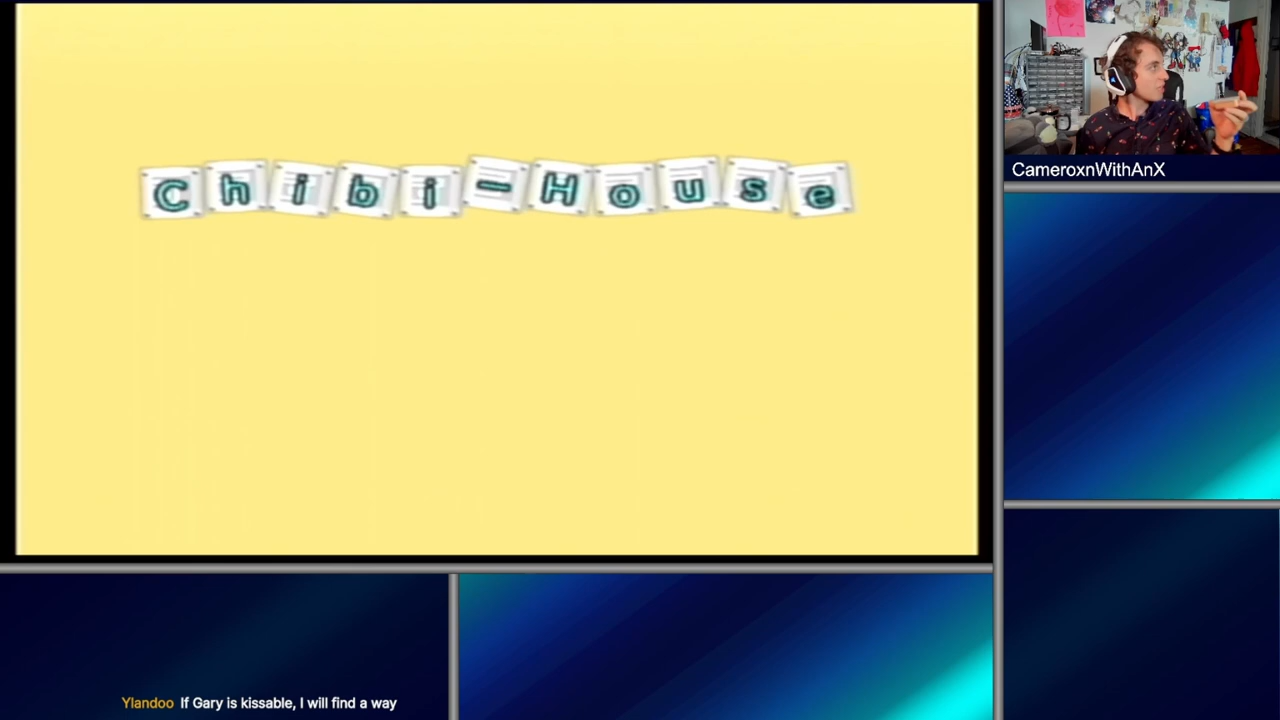 Chibi-House
CameroxnWithAnX
Ylandoo If Gary is kissable, I will find a way